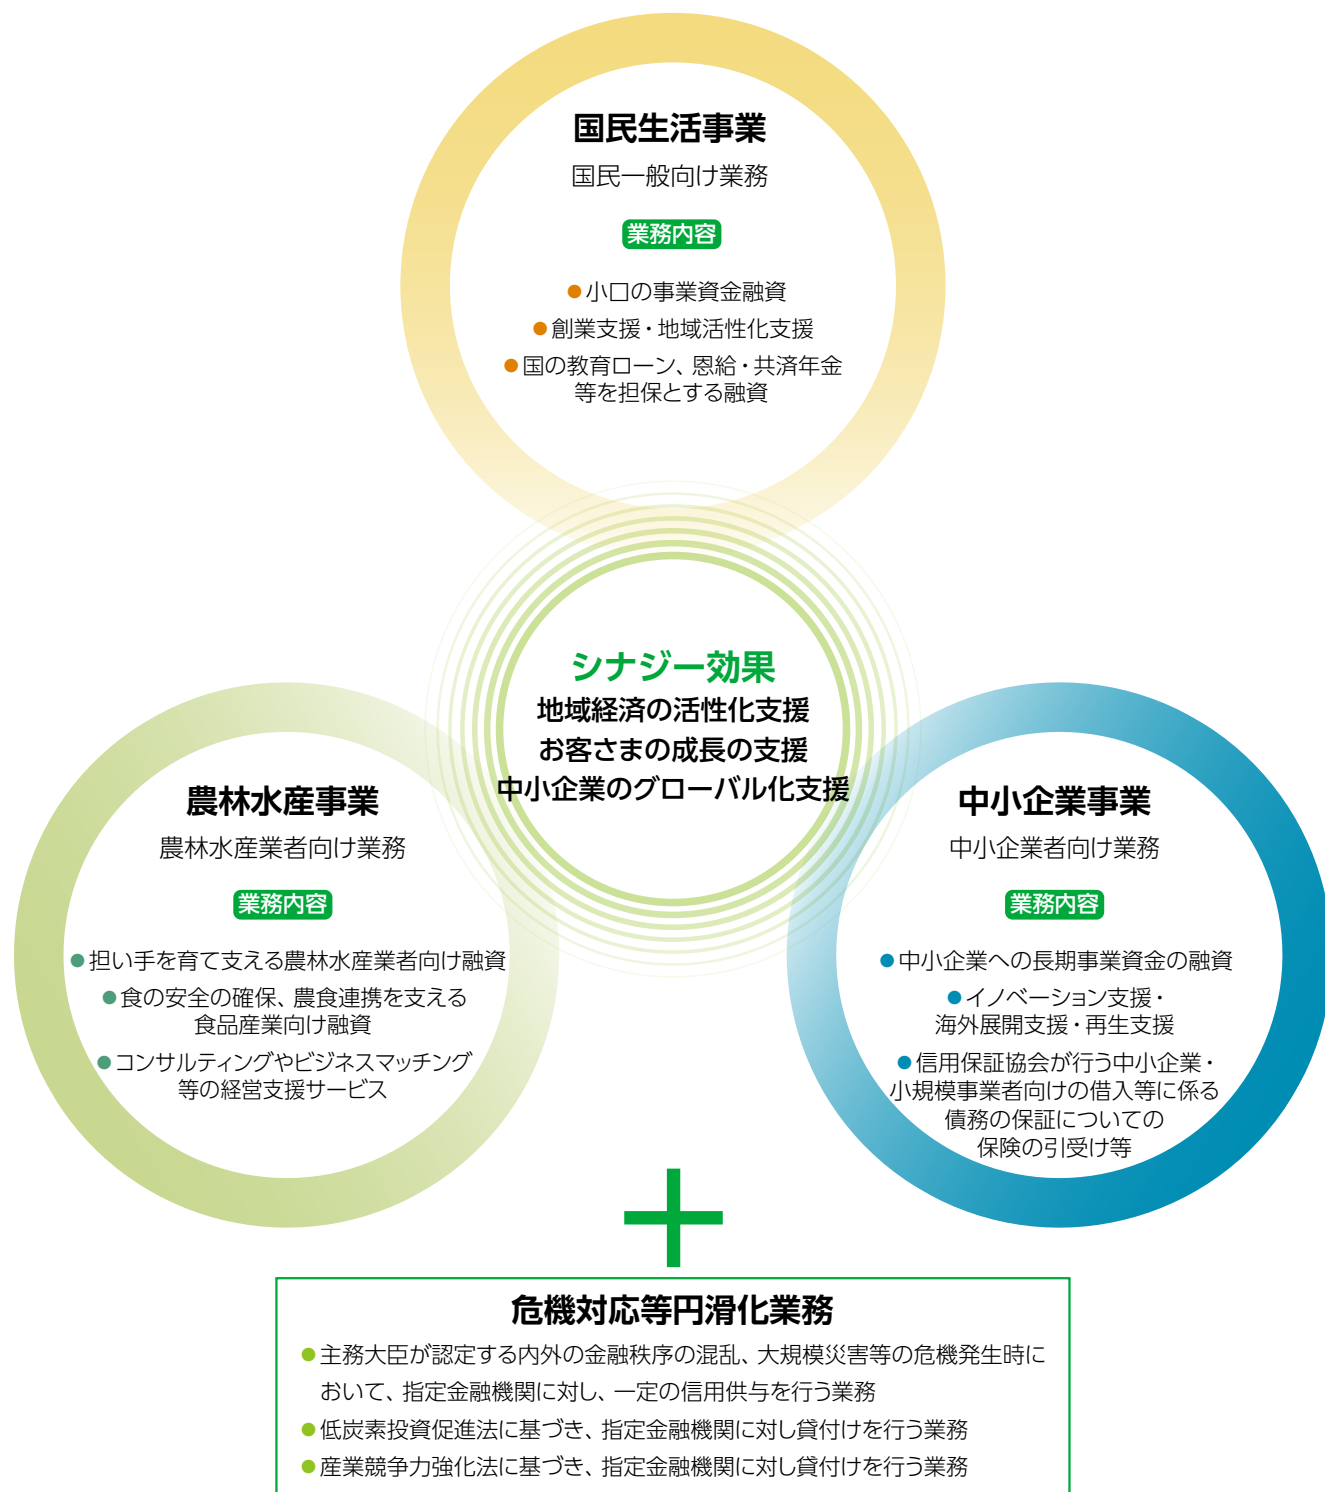 国民生活事業
国民一般向け業務
業務内容
●小口の事業資金融資
●創業支援・地域活性化支援
●国の教育ローン、恩給・共済年金
等を担保とする融資
シナジー効果
地域経済の活性化支援
お客さまの成長の支援
中小企業のグローバル化支援
農林水産事業
農林水産業者向け業務
業務内容
●担い手を育て支える農林水産業者向け融資
●食の安全の確保、農食連携を支える
食品産業向け融資
●コンサルティングやビジネスマッチング
等の経営支援サービス
中小企業事業
中小企業者向け業務
業務内容
●中小企業への長期事業資金の融資
●イノベーション支援・
海外展開支援・再生支援
●信用保証協会が行う中小企業・
小規模事業者向けの借入等に係る
債務の保証についての
保険の引受け等
危機対応等円滑化業務
●主務大臣が認定する内外の金融秩序の混乱、大規模災害等の危機発生時に
おいて、指定金融機関に対し、一定の信用供与を行う業務
●低炭素投資促進法に基づき、指定金融機関に対し貸付けを行う業務
●産業競争力強化法に基づき、指定金融機関に対し貸付けを行う業務